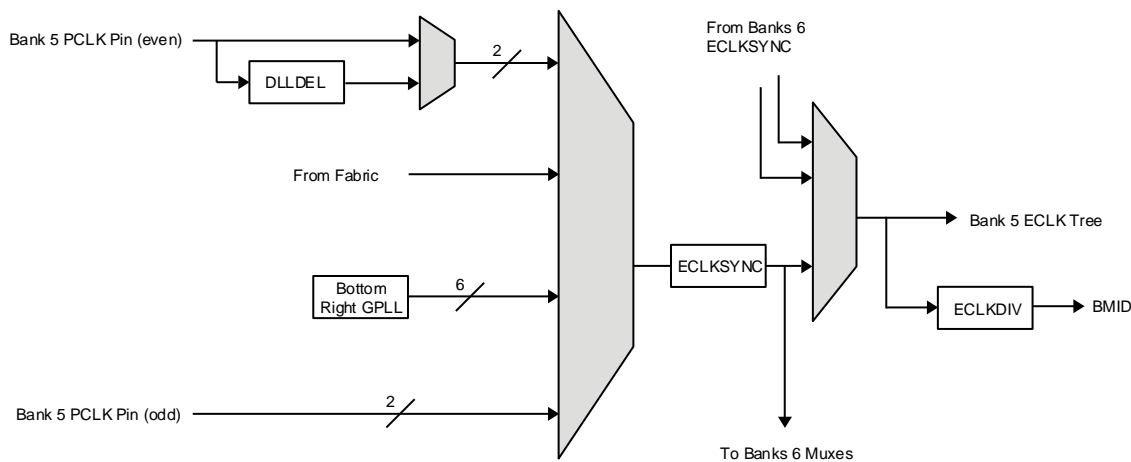 Bank 5 PCLK Pin (even)
DLLDEL
2
From Banks 6
ECLKSYNC
From Fabric
Bank 5 ECLK Tree
ECLKSYNC
Bottom
Right GPLL
6
ECLKDIV
BMID
Bank 5 PCLK Pin (odd)
2
To Banks 6 Muxes